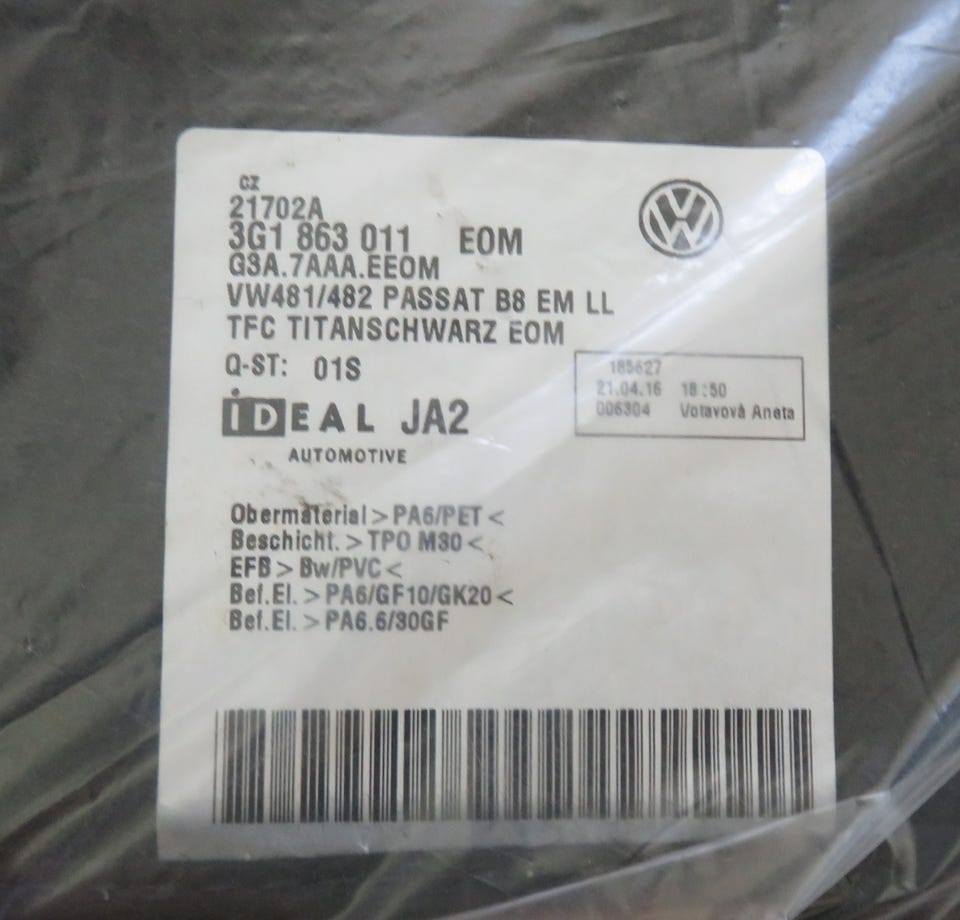 CZ
21702A
3G1 863 011 EOM
G3A.7AAA.EEOM
VW481/482 PASSAT B8 EM LL
TFC TITANSCHWARZ EOM
Q-ST: 01S
185627
21.04.16 18:50
006304 Votavová Aneta
iDEAL JA2
AUTOMOTIVE
Obermaterial > PA6/PET <
Beschicht. > TPO M30 <
EFB > Bw/PVC <
Bef.El. > PA6/GF10/GK20 <
Bef.El. > PA6.6/30GF